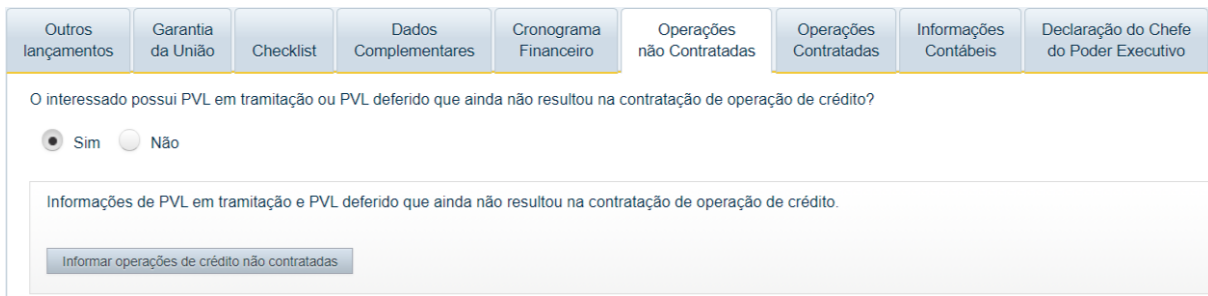 Outros lançamentos
Garantia da União
Checklist
Dados Complementares
Cronograma Financeiro
Operações não Contratadas
Operações Contratadas
Informações Contábeis
Declaração do Chefe do Poder Executivo
O interessado possui PVL em tramitação ou PVL deferido que ainda não resultou na contratação de operação de crédito?
Sim Não
Informações de PVL em tramitação e PVL deferido que ainda não resultou na contratação de operação de crédito.
Informar operações de crédito não contratadas